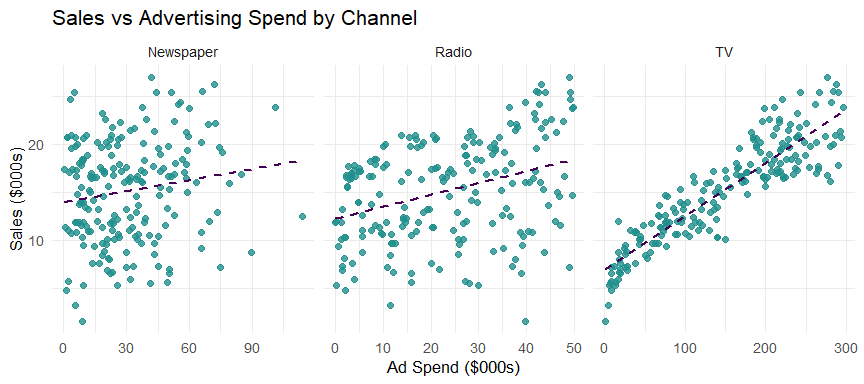 Sales vs Advertising Spend by Channel
Newspaper Radio TV
Sales ($000s)
20
10
0 30 60 90 0 10 20 30 40 50 0 100 200 300
Ad Spend ($000s)